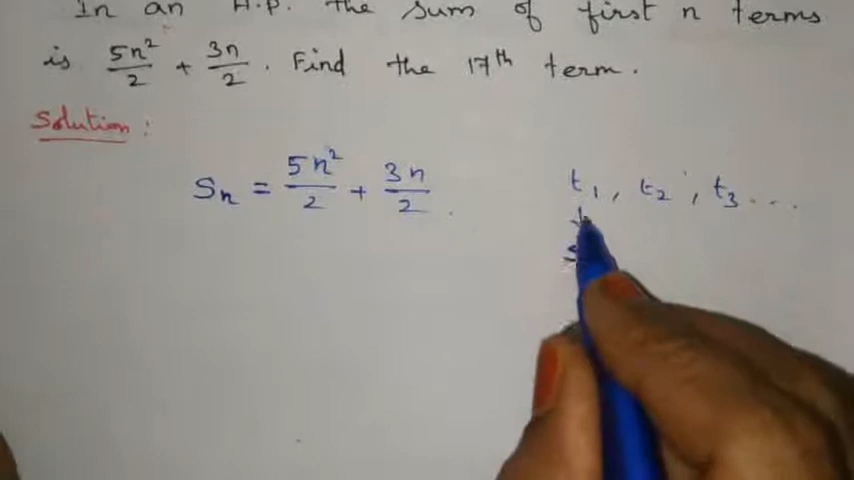 In an A.P. the sum of first n terms
is 5n²/2 + 3n/2 . Find the 17th term.
Solution :
Sn = 5n²/2 + 3n/2 .
t1 , t2 , t3 ...